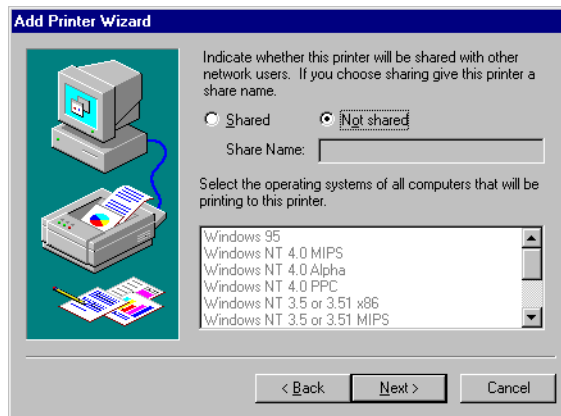 Add Printer Wizard
Indicate whether this printer will be shared with other
network users. If you choose sharing give this printer a
share name.
Shared Not shared
Share Name:
Select the operating systems of all computers that will be
printing to this printer.
Windows 95
Windows NT 4.0 MIPS
Windows NT 4.0 Alpha
Windows NT 4.0 PPC
Windows NT 3.5 or 3.51 x86
Windows NT 3.5 or 3.51 MIPS
< Back Next > Cancel